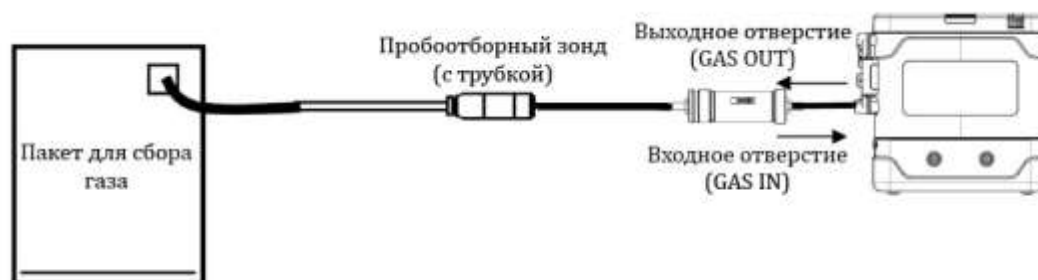 Пробоотборный зонд
(с трубкой)
Выходное отверстие
(GAS OUT)
Пакет для сбора
газа
Входное отверстие
(GAS IN)